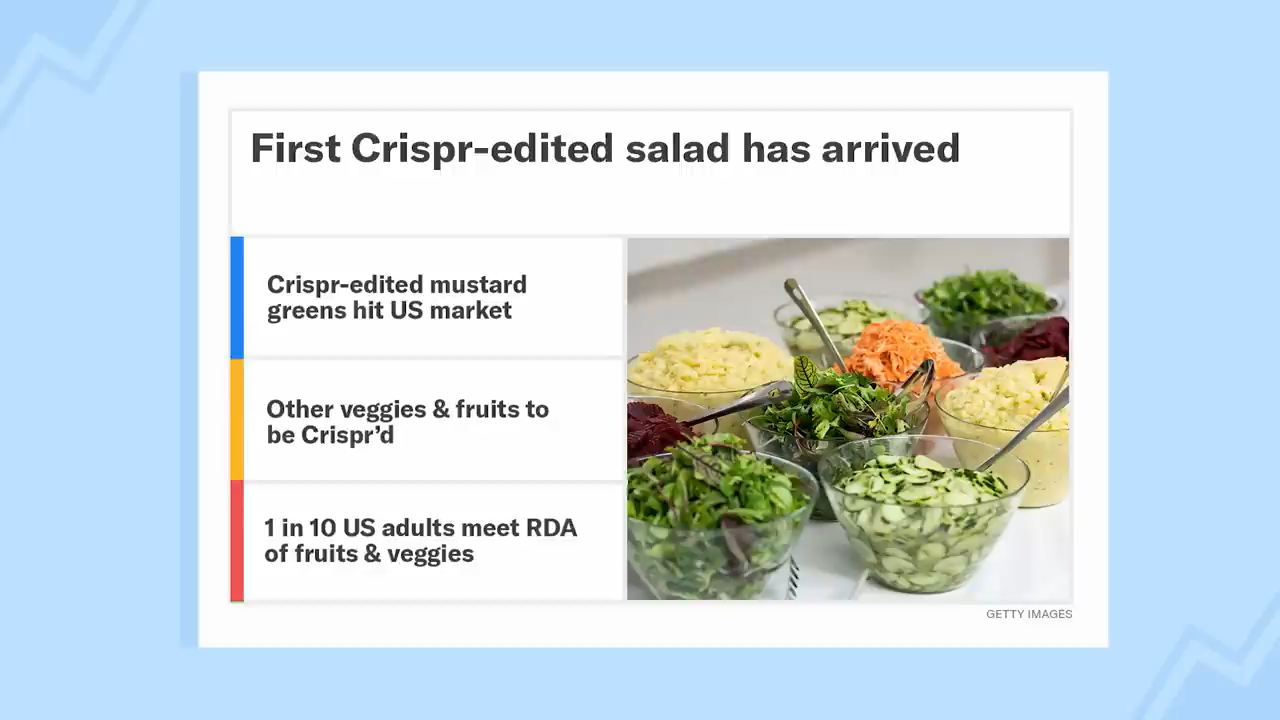 First Crispr-edited salad has arrived
Crispr-edited mustard
greens hit US market
Other veggies & fruits to
be Crispr’d
1 in 10 US adults meet RDA
of fruits & veggies
GETTY IMAGES